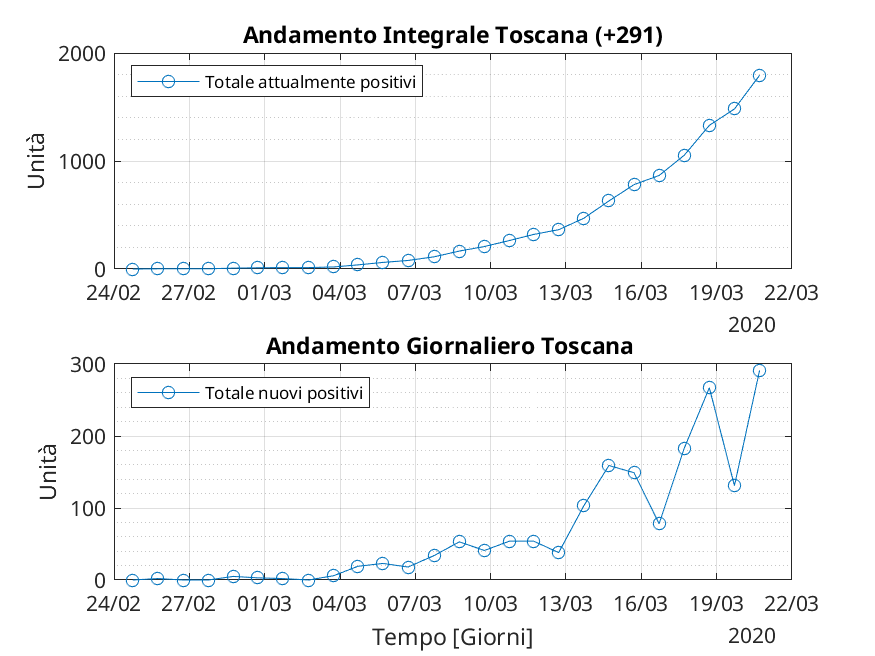 Andamento Integrale Toscana (+291)
2000
Totale attualmente positivi
Unità
1000
0
24/02 27/02 01/03 04/03 07/03 10/03 13/03 16/03 19/03 22/03
2020
Andamento Giornaliero Toscana
300
Totale nuovi positivi
200
Unità
100
0
24/02 27/02 01/03 04/03 07/03 10/03 13/03 16/03 19/03 22/03
Tempo [Giorni]
2020